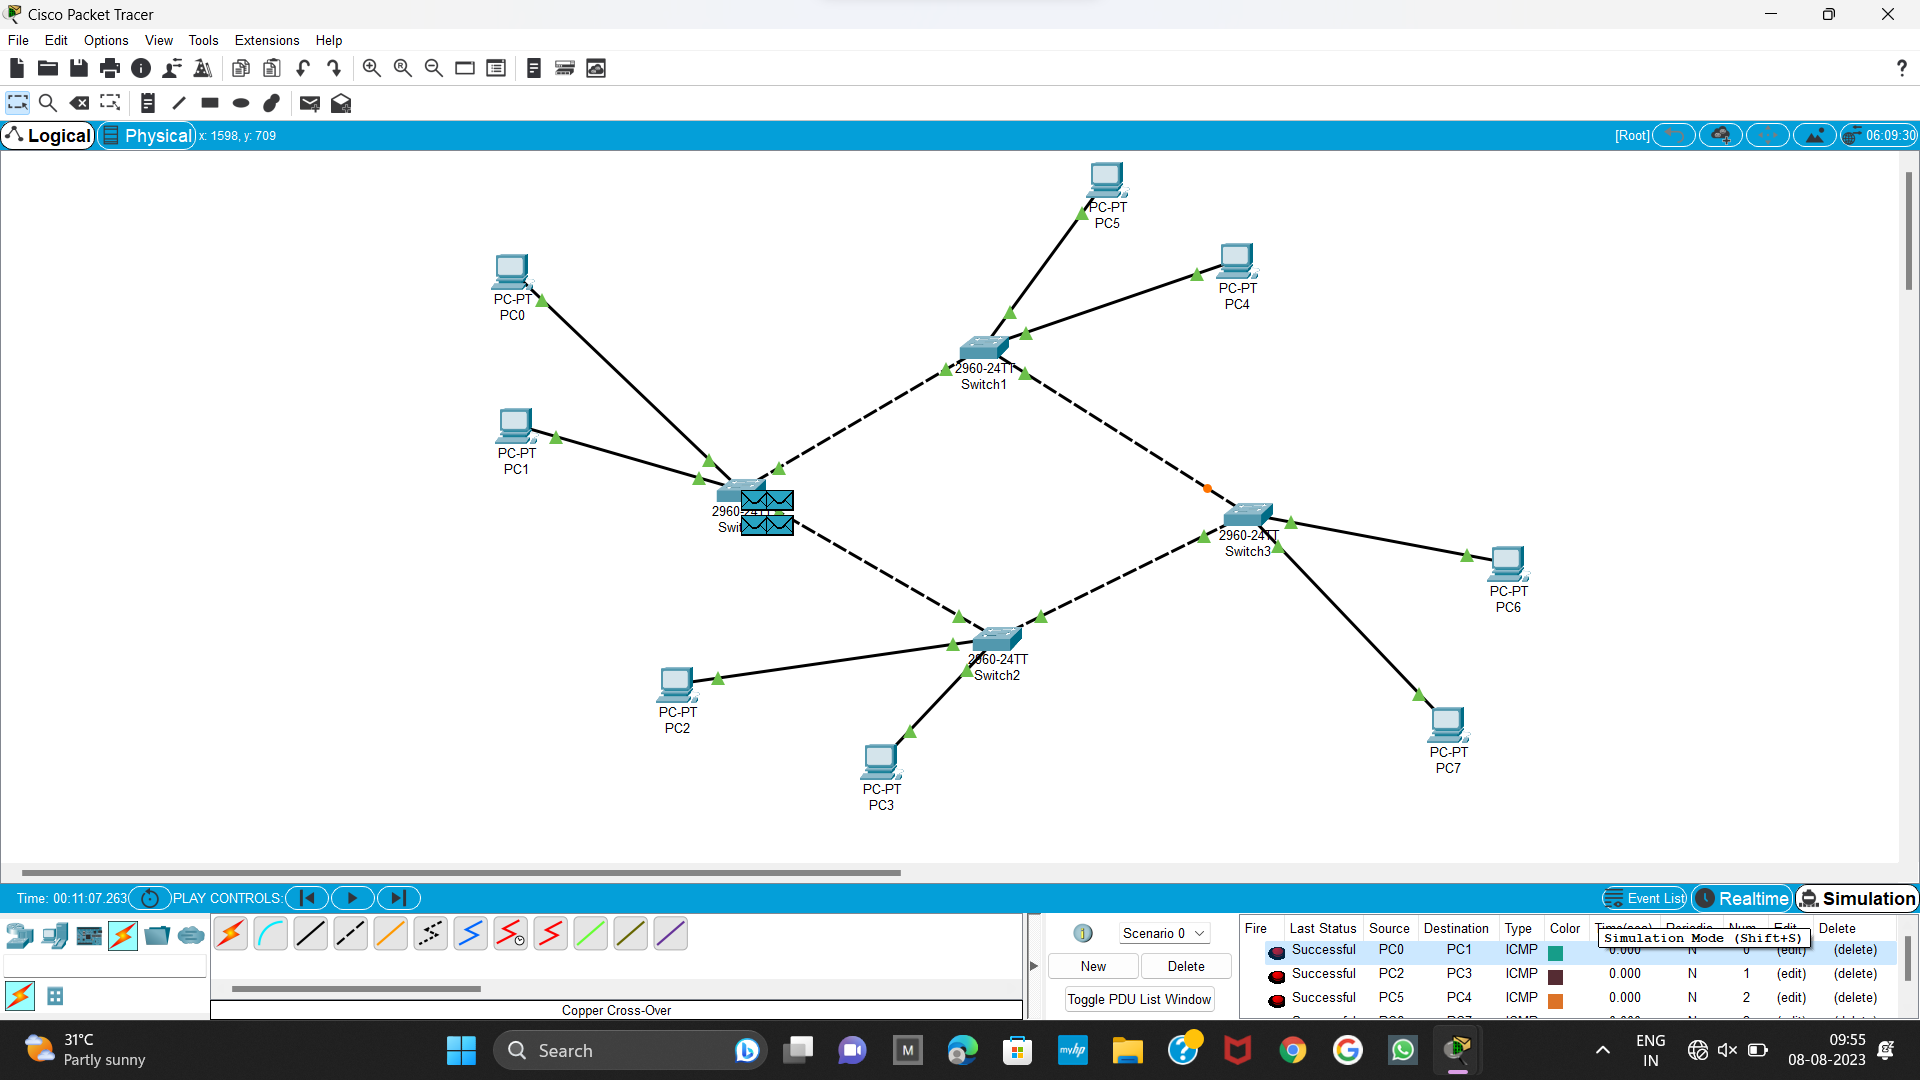 Cisco Packet Tracer
File Edit Options View Tools Extensions Help
Logical Physical x: 1598, y: 709 [Root] 06:09:30
PC-PT
PC5
PC-PT
PC4
PC-PT
PC0
2960-24TT
Switch1
PC-PT
PC1
2960-24TT
2960-24TT
Switch3
PC-PT
PC6
2960-24TT
Switch2
PC-PT
PC2
PC-PT
PC3
PC-PT
PC7
Time: 00:11:07.263 PLAY CONTROLS: Event List Realtime Simulation
Scenario 0
New Delete
Toggle PDU List Window
Copper Cross-Over
Fire Last Status Source Destination Type Color Periodic Num Edit Delete
Simulation Mode (Shift+S)
Successful PC0 PC1 ICMP 0.000 N 0 (edit) (delete)
Successful PC2 PC3 ICMP 0.000 N 1 (edit) (delete)
Successful PC5 PC4 ICMP 0.000 N 2 (edit) (delete)
31°C
Partly sunny
Search
M
myhp
ENG
IN
09:55
08-08-2023